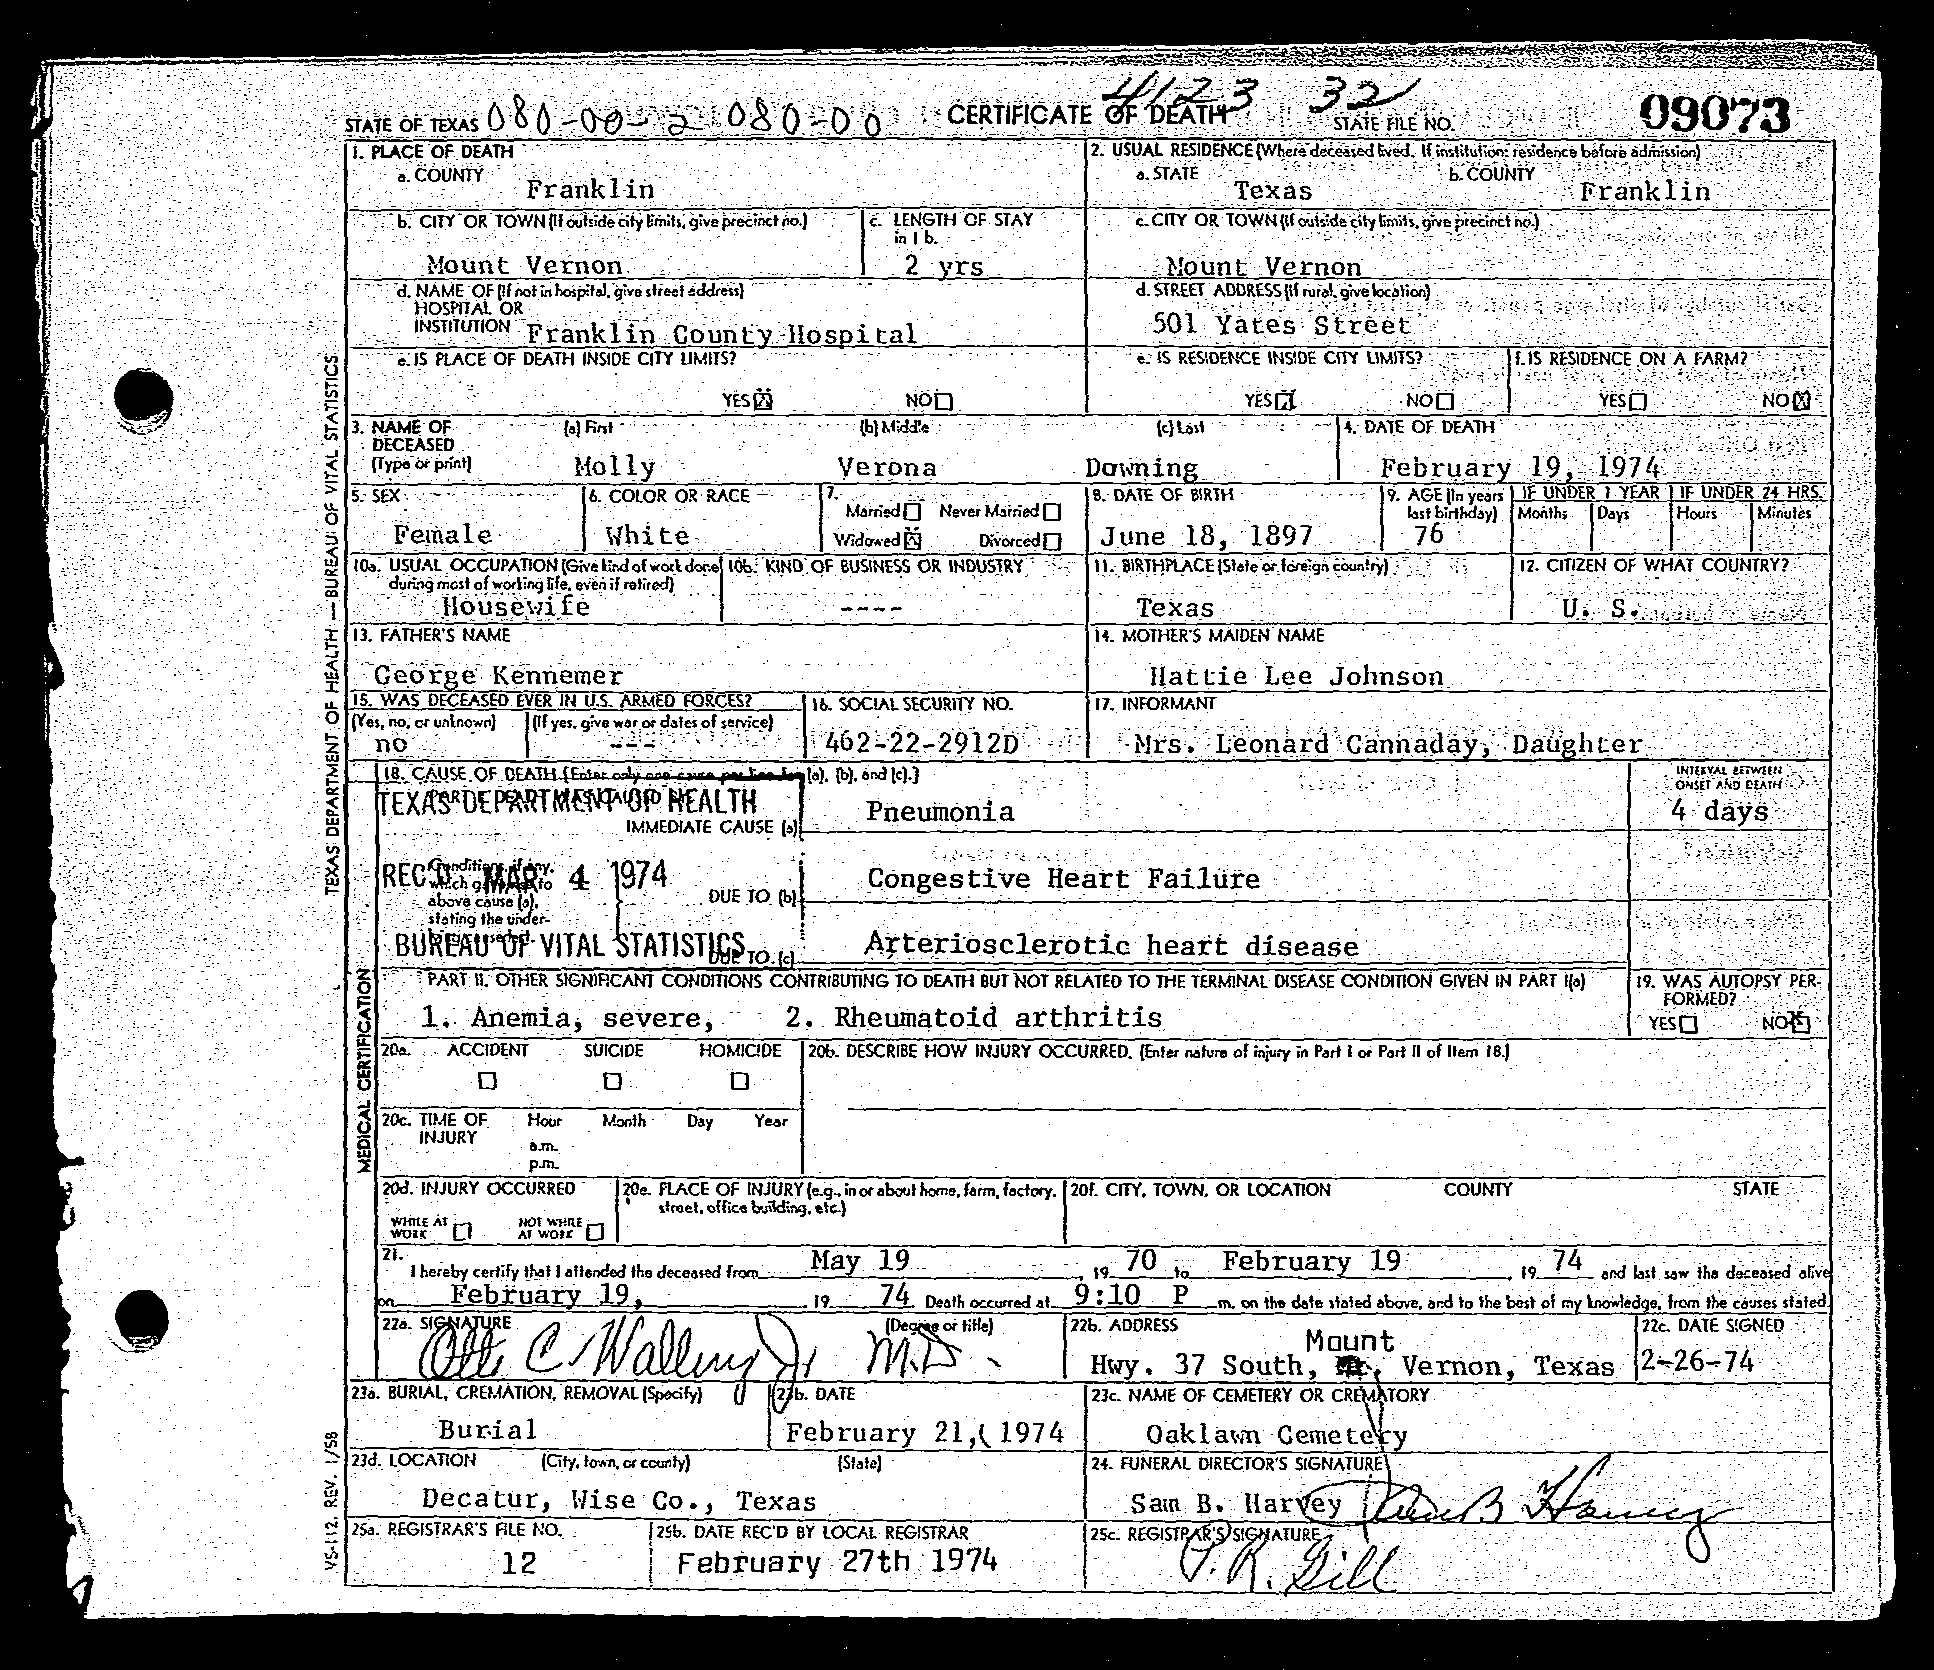 STATE OF TEXAS 080-00-2 080-00 CERTIFICATE OF DEATH 4123 32 STATE FILE NO. 09073
1. PLACE OF DEATH
a. COUNTY Franklin
2. USUAL RESIDENCE (Where deceased lived. If institution: residence before admission)
a. STATE Texas b. COUNTY Franklin
b. CITY OR TOWN (If outside city limits, give precinct no.) Mount Vernon
c. LENGTH OF STAY in 1 b. 2 yrs
c. CITY OR TOWN (If outside city limits, give precinct no.) Mount Vernon
d. NAME OF (If not in hospital, give street address) HOSPITAL OR INSTITUTION Franklin County Hospital
d. STREET ADDRESS (If rural, give location) 501 Yates Street
e. IS PLACE OF DEATH INSIDE CITY LIMITS? YES X NO
e. IS RESIDENCE INSIDE CITY LIMITS? YES X NO
f. IS RESIDENCE ON A FARM? YES NO X
3. NAME OF DECEASED (Type or print) (a) First Molly (b) Middle Verona (c) Last Downing
4. DATE OF DEATH February 19, 1974
5. SEX Female
6. COLOR OR RACE White
7. Married Never Married Widowed X Divorced
8. DATE OF BIRTH June 18, 1897
9. AGE (In years last birthday) 76
IF UNDER 1 YEAR Months Days
IF UNDER 24 HRS. Hours Minutes
10a. USUAL OCCUPATION (Give kind of work done during most of working life, even if retired) Housewife
10b. KIND OF BUSINESS OR INDUSTRY ----
11. BIRTHPLACE (State or foreign country) Texas
12. CITIZEN OF WHAT COUNTRY? U. S.
13. FATHER'S NAME George Kennemer
14. MOTHER'S MAIDEN NAME Hattie Lee Johnson
15. WAS DECEASED EVER IN U.S. ARMED FORCES?
(Yes, no, or unknown) no (If yes, give war or dates of service) ---
16. SOCIAL SECURITY NO. 462-22-2912D
17. INFORMANT Mrs. Leonard Cannaday, Daughter
18. CAUSE OF DEATH (Enter only one cause per line for (a), (b), and (c).)
INTERVAL BETWEEN ONSET AND DEATH
TEXAS DEPARTMENT OF HEALTH
IMMEDIATE CAUSE (a) Pneumonia 4 days
REC'D MAR 4 1974
Conditions, if any, which gave to above cause (a), stating the under-
DUE TO (b) Congestive Heart Failure
BUREAU OF VITAL STATISTICS
DUE TO (c) Arteriosclerotic heart disease
PART II. OTHER SIGNIFICANT CONDITIONS CONTRIBUTING TO DEATH BUT NOT RELATED TO THE TERMINAL DISEASE CONDITION GIVEN IN PART I(a)
1. Anemia, severe, 2. Rheumatoid arthritis
19. WAS AUTOPSY PERFORMED? YES NO X
20a. ACCIDENT SUICIDE HOMICIDE
20b. DESCRIBE HOW INJURY OCCURRED. (Enter nature of injury in Part I or Part II of Item 18.)
20c. TIME OF INJURY Hour Month Day Year
a.m.
p.m.
20d. INJURY OCCURRED WHILE AT WORK NOT WHILE AT WORK
20e. PLACE OF INJURY (e.g., in or about home, farm, factory, street, office building, etc.)
20f. CITY, TOWN, OR LOCATION COUNTY STATE
21. I hereby certify that I attended the deceased from May 19, 19 70 to February 19, 19 74 and last saw the deceased alive
on February 19, 19 74 Death occurred at 9:10 P m. on the date stated above, and to the best of my knowledge, from the causes stated.
22a. SIGNATURE (Degree or title) Otto C Walling Jr M.D.
22b. ADDRESS Hwy. 37 South, Mount Vernon, Texas
22c. DATE SIGNED 2-26-74
23a. BURIAL, CREMATION, REMOVAL (Specify) Burial
23b. DATE February 21, 1974
23c. NAME OF CEMETERY OR CREMATORY Oaklawn Cemetery
23d. LOCATION (City, town, or county) (State) Decatur, Wise Co., Texas
24. FUNERAL DIRECTOR'S SIGNATURE Sam B. Harvey Sam B Harvey
25a. REGISTRAR'S FILE NO. 12
25b. DATE REC'D BY LOCAL REGISTRAR February 27th 1974
25c. REGISTRAR'S SIGNATURE P.R. Gill
TEXAS DEPARTMENT OF HEALTH — BUREAU OF VITAL STATISTICS
MEDICAL CERTIFICATION
VS-112. REV. 1/58